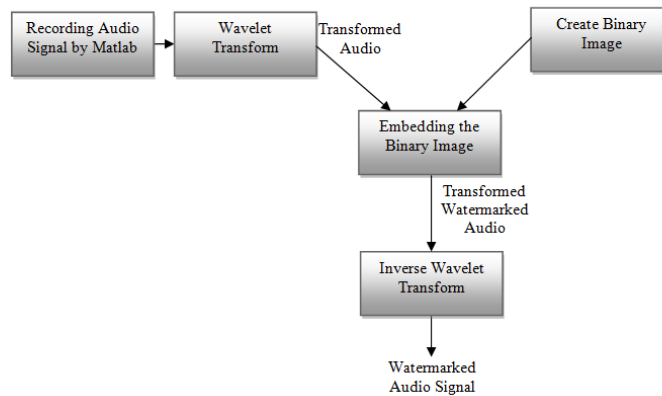 Recording Audio
Signal by Matlab
Wavelet
Transform
Transformed
Audio
Create Binary
Image
Embedding the
Binary Image
Transformed
Watermarked
Audio
Inverse Wavelet
Transform
Watermarked
Audio Signal